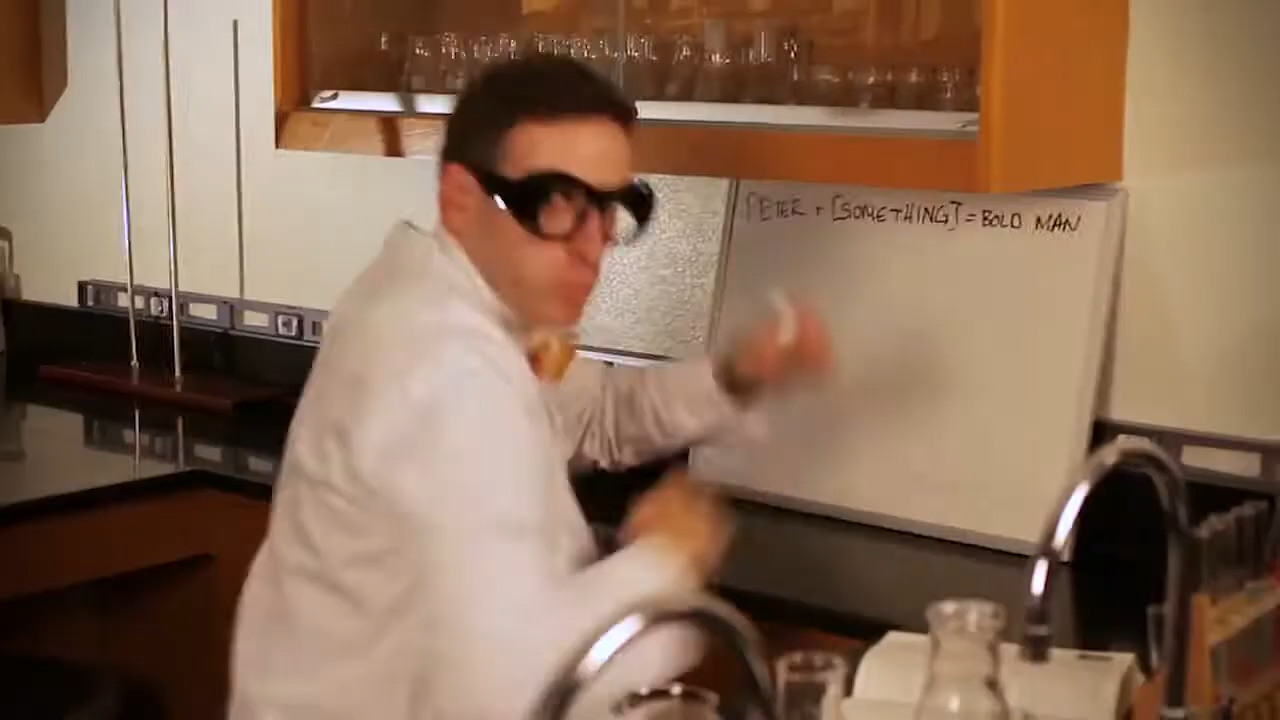 PETER + [SOMETHING] = BOLD MAN